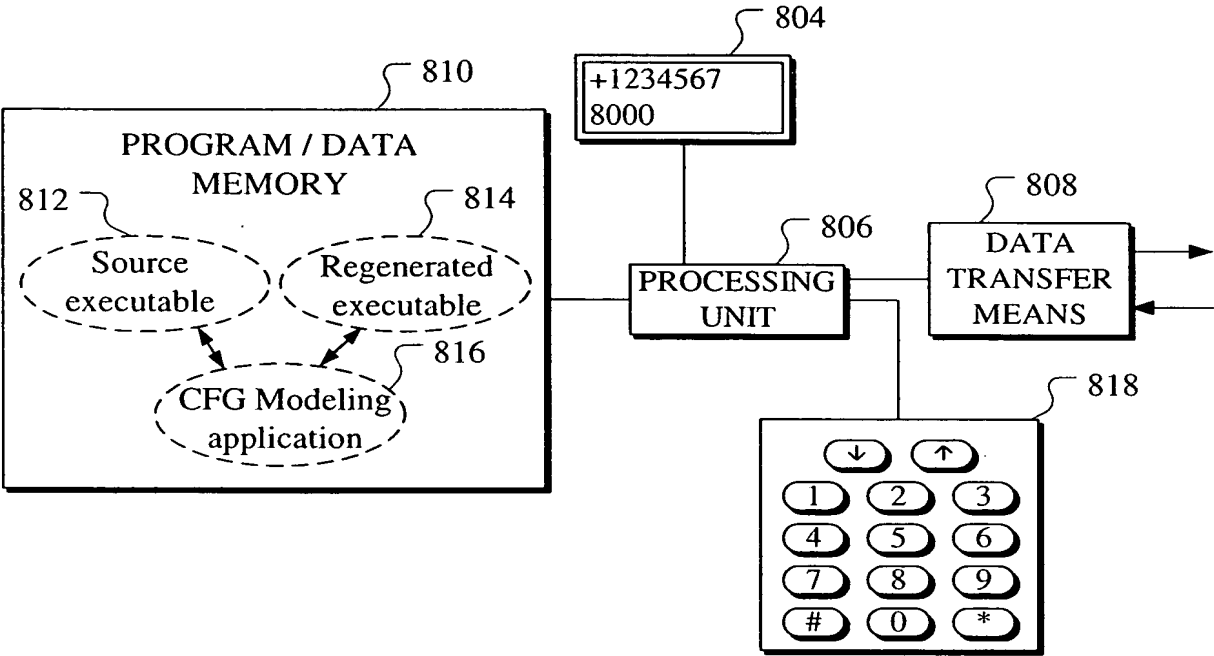 804
+1234567
8000
810
PROGRAM / DATA
MEMORY
812
814
Source
executable
Regenerated
executable
816
CFG Modeling
application
806
PROCESSING
UNIT
808
DATA
TRANSFER
MEANS
818
↓ ↑
1 2 3
4 5 6
7 8 9
# 0 *